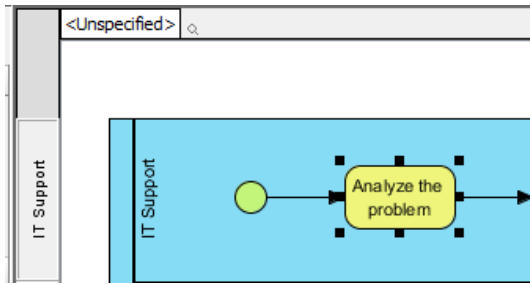 <Unspecified>
IT Support
IT Support
Analyze the
problem